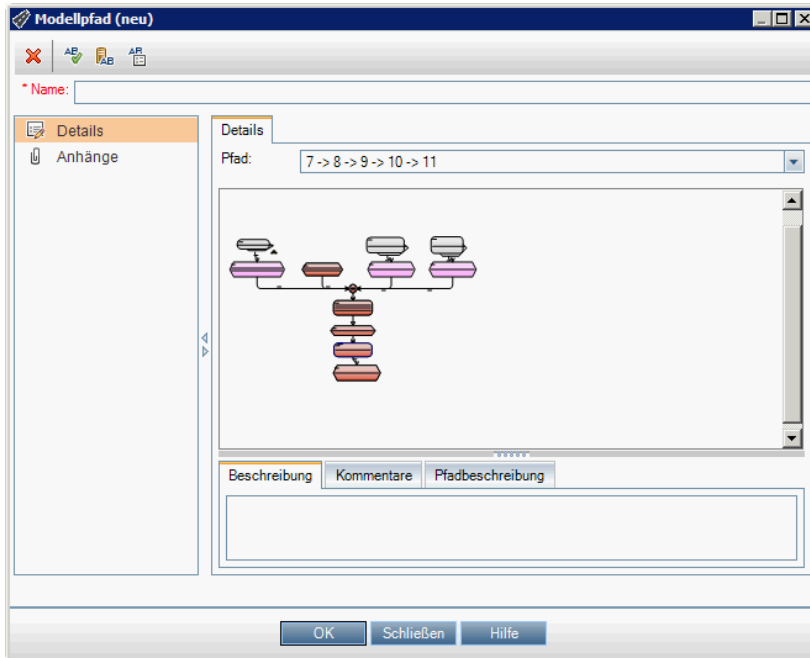 Modellpfad (neu)
* Name:
Details
Anhänge
Details
Pfad:
7 -> 8 -> 9 -> 10 -> 11
Beschreibung
Kommentare
Pfadbeschreibung
OK
Schließen
Hilfe